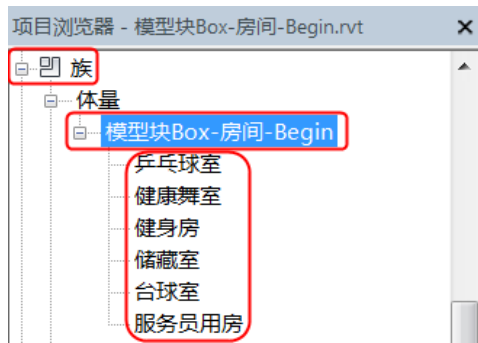 项目浏览器 - 模型块Box-房间-Begin.rvt
族
体量
模型块Box-房间-Begin
乒乓球室
健康舞室
健身房
储藏室
台球室
服务员用房